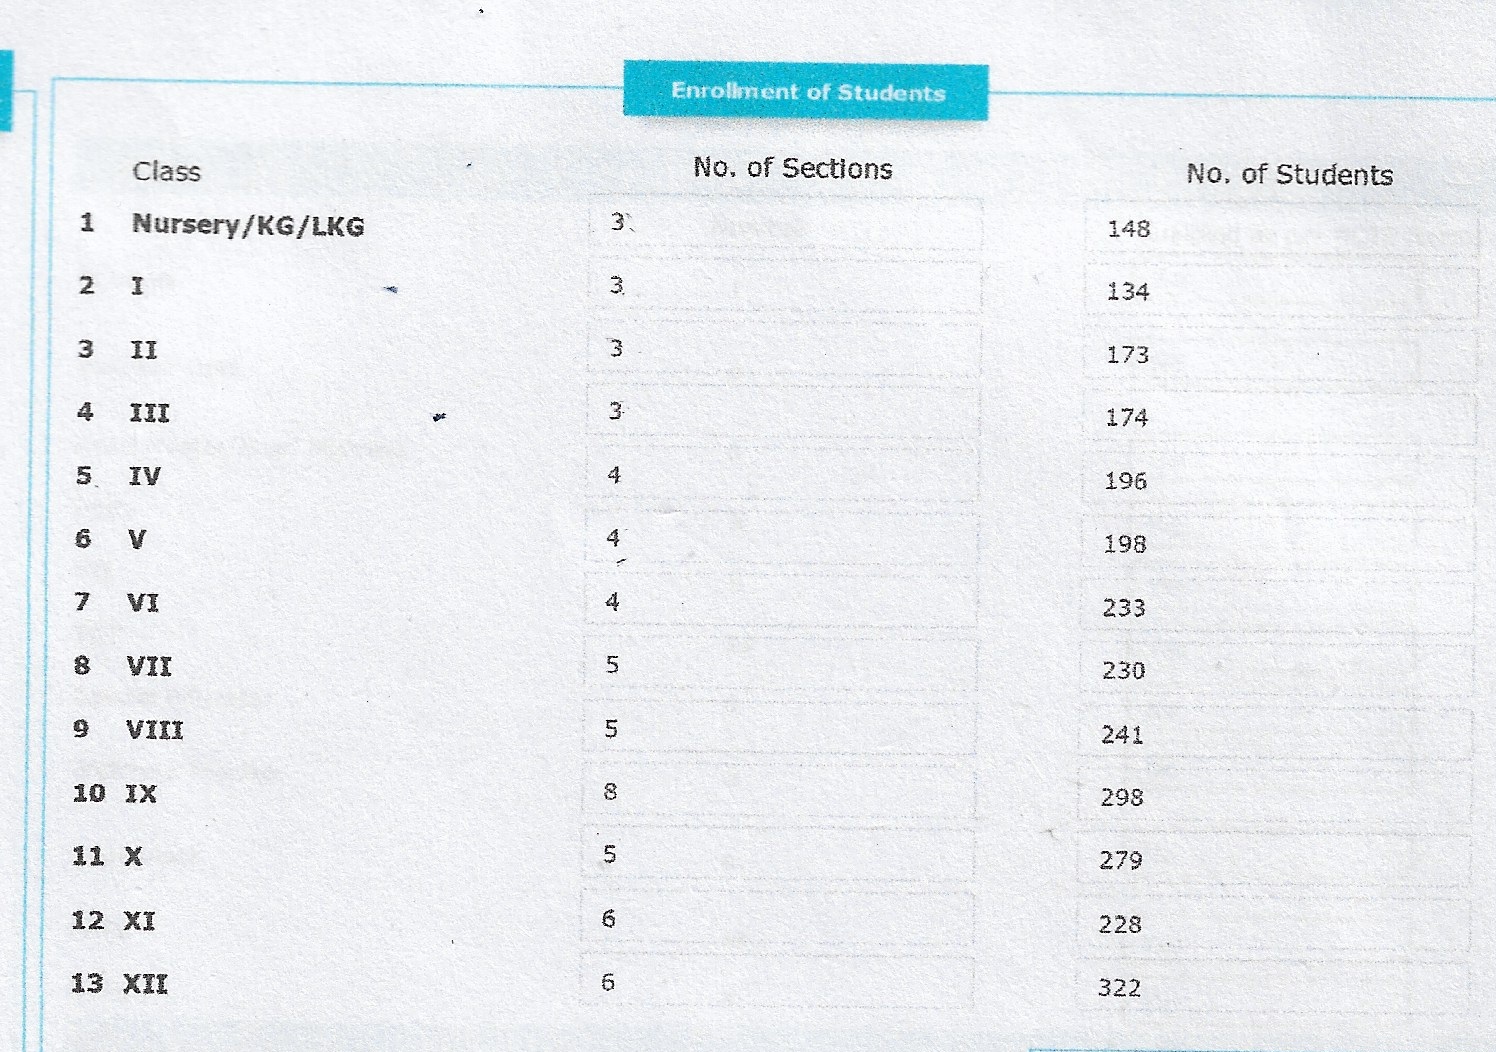 Enrollment of Students
Class No. of Sections No. of Students
1 Nursery/KG/LKG 3 148
2 I 3 134
3 II 3 173
4 III 3 174
5 IV 4 196
6 V 4 198
7 VI 4 233
8 VII 5 230
9 VIII 5 241
10 IX 8 298
11 X 5 279
12 XI 6 228
13 XII 6 322